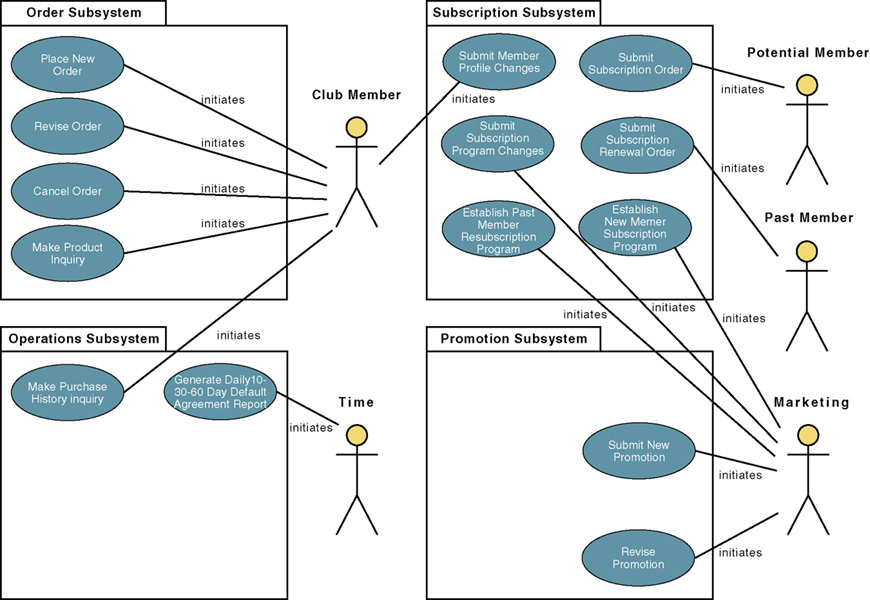 Order Subsystem
Place New
Order
Revise Order
Cancel Order
Make Product
Inquiry
initiates
initiates
initiates
initiates
Club Member
Subscription Subsystem
Submit Member
Profile Changes
initiates
Submit
Subscription Order
Submit
Subscription
Program Changes
Submit
Subscription
Renewal Order
Establish Past
Member
Resubscription
Program
Establish
New Memer
Subscription
Program
Potential Member
initiates
initiates
Past Member
initiates
initiates
initiates
initiates
Operations Subsystem
Make Purchase
History inquiry
Generate Daily10-
30-60 Day Default
Agreement Report
Time
initiates
Promotion Subsystem
Submit New
Promotion
Revise
Promotion
Marketing
initiates
initiates